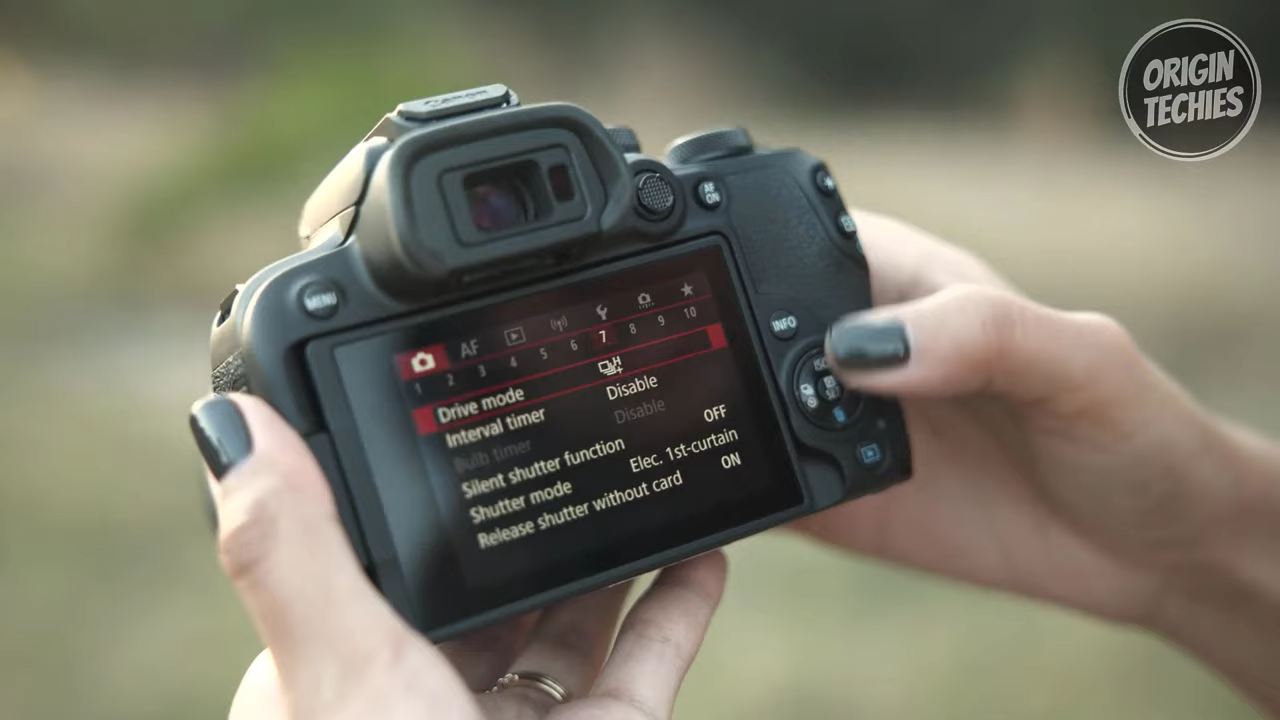 ORIGIN
TECHIES
Canon
AF
ON
MENU
INFO
AF
1 2 3 4 5 6 7 8 9 10
Drive mode H
Interval timer Disable
Bulb timer Disable
Silent shutter function OFF
Shutter mode Elec. 1st-curtain
Release shutter without card ON